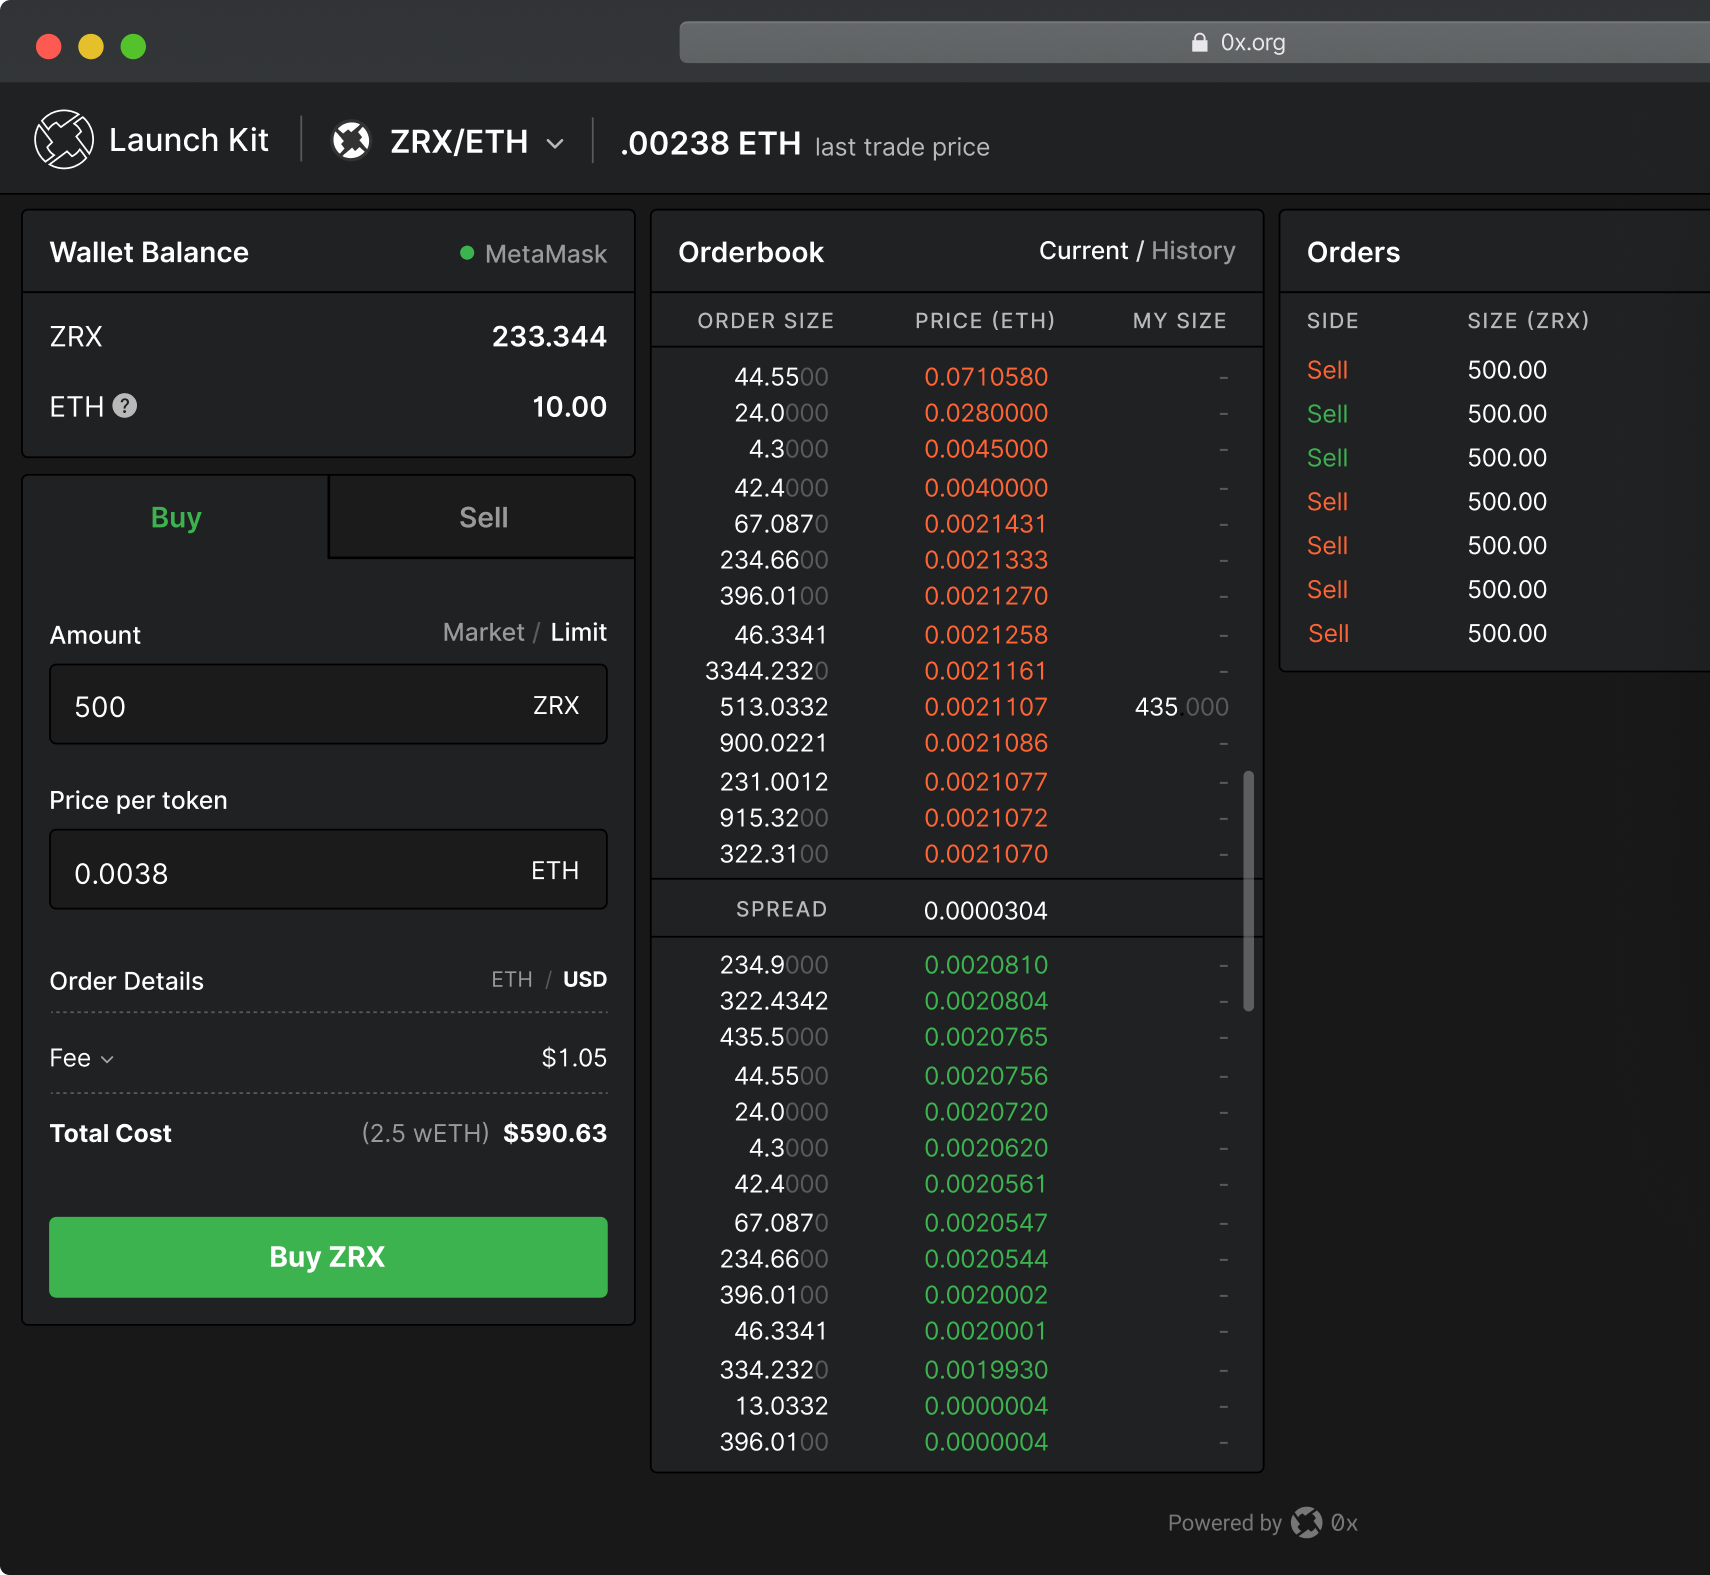 0x.org
Launch Kit
ZRX/ETH
.00238 ETH last trade price
Wallet Balance
MetaMask
ZRX 233.344
ETH ? 10.00
Buy Sell
Amount Market / Limit
500 ZRX
Price per token
0.0038 ETH
Order Details ETH / USD
Fee $1.05
Total Cost (2.5 wETH) $590.63
Buy ZRX
Orderbook Current / History
ORDER SIZE PRICE (ETH) MY SIZE
44.5500 0.0710580 -
24.0000 0.0280000 -
4.3000 0.0045000 -
42.4000 0.0040000 -
67.0870 0.0021431 -
234.6600 0.0021333 -
396.0100 0.0021270 -
46.3341 0.0021258 -
3344.2320 0.0021161 -
513.0332 0.0021107 435.000
900.0221 0.0021086 -
231.0012 0.0021077 -
915.3200 0.0021072 -
322.3100 0.0021070 -
SPREAD 0.0000304
234.9000 0.0020810 -
322.4342 0.0020804 -
435.5000 0.0020765 -
44.5500 0.0020756 -
24.0000 0.0020720 -
4.3000 0.0020620 -
42.4000 0.0020561 -
67.0870 0.0020547 -
234.6600 0.0020544 -
396.0100 0.0020002 -
46.3341 0.0020001 -
334.2320 0.0019930 -
13.0332 0.0000004 -
396.0100 0.0000004 -
Orders
SIDE SIZE (ZRX)
Sell 500.00
Sell 500.00
Sell 500.00
Sell 500.00
Sell 500.00
Sell 500.00
Sell 500.00
Powered by 0x